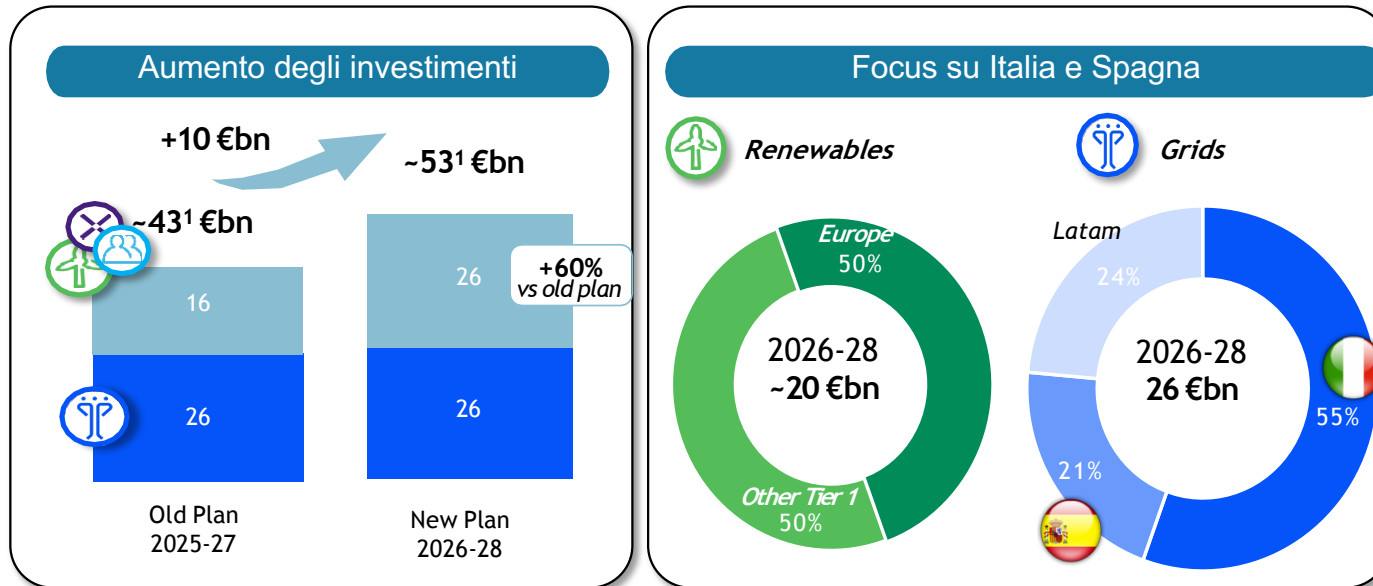 Aumento degli investimenti
+10 €bn
~53¹ €bn
~43¹ €bn
16
26
+60%
vs old plan
26
26
Old Plan
2025-27
New Plan
2026-28
Focus su Italia e Spagna
Renewables
Grids
Europe
50%
2026-28
~20 €bn
Other Tier 1
50%
Latam
24%
2026-28
26 €bn
55%
21%